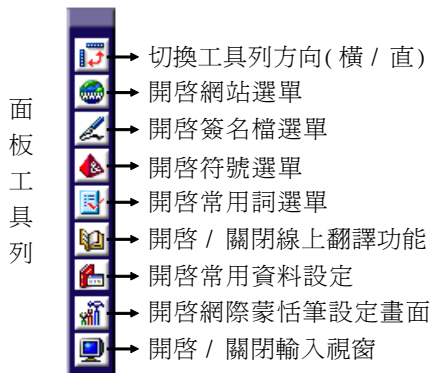 面板工具列
切換工具列方向( 橫 / 直)
開啓網站選單
開啓簽名檔選單
開啓符號選單
開啓常用詞選單
開啓 / 關閉線上翻譯功能
開啓常用資料設定
開啓網際蒙恬筆設定畫面
開啓 / 關閉輸入視窗